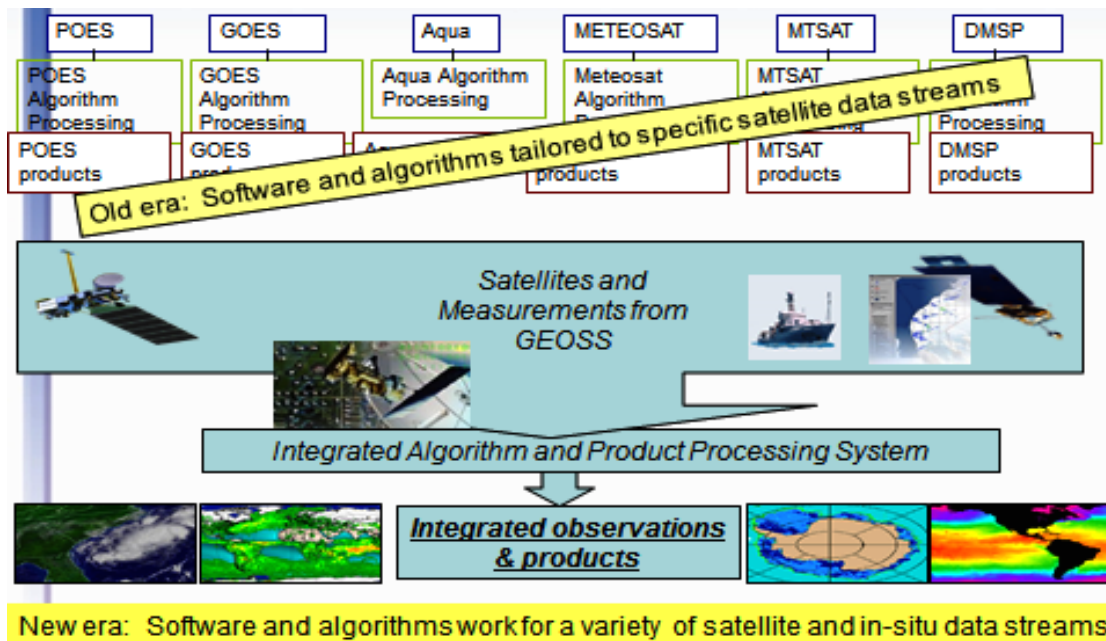 POES
GOES
Aqua
METEOSAT
MTSAT
DMSP
POES
Algorithm
Processing
GOES
Algorithm
Processing
Aqua Algorithm
Processing
Meteosat
Algorithm
MTSAT
Processing
POES
products
GOES
products
MTSAT
products
DMSP
products
Old era: Software and algorithms tailored to specific satellite data streams
Satellites and
Measurements from
GEOSS
Integrated Algorithm and Product Processing System
Integrated observations
& products
New era: Software and algorithms work for a variety of satellite and in-situ data streams